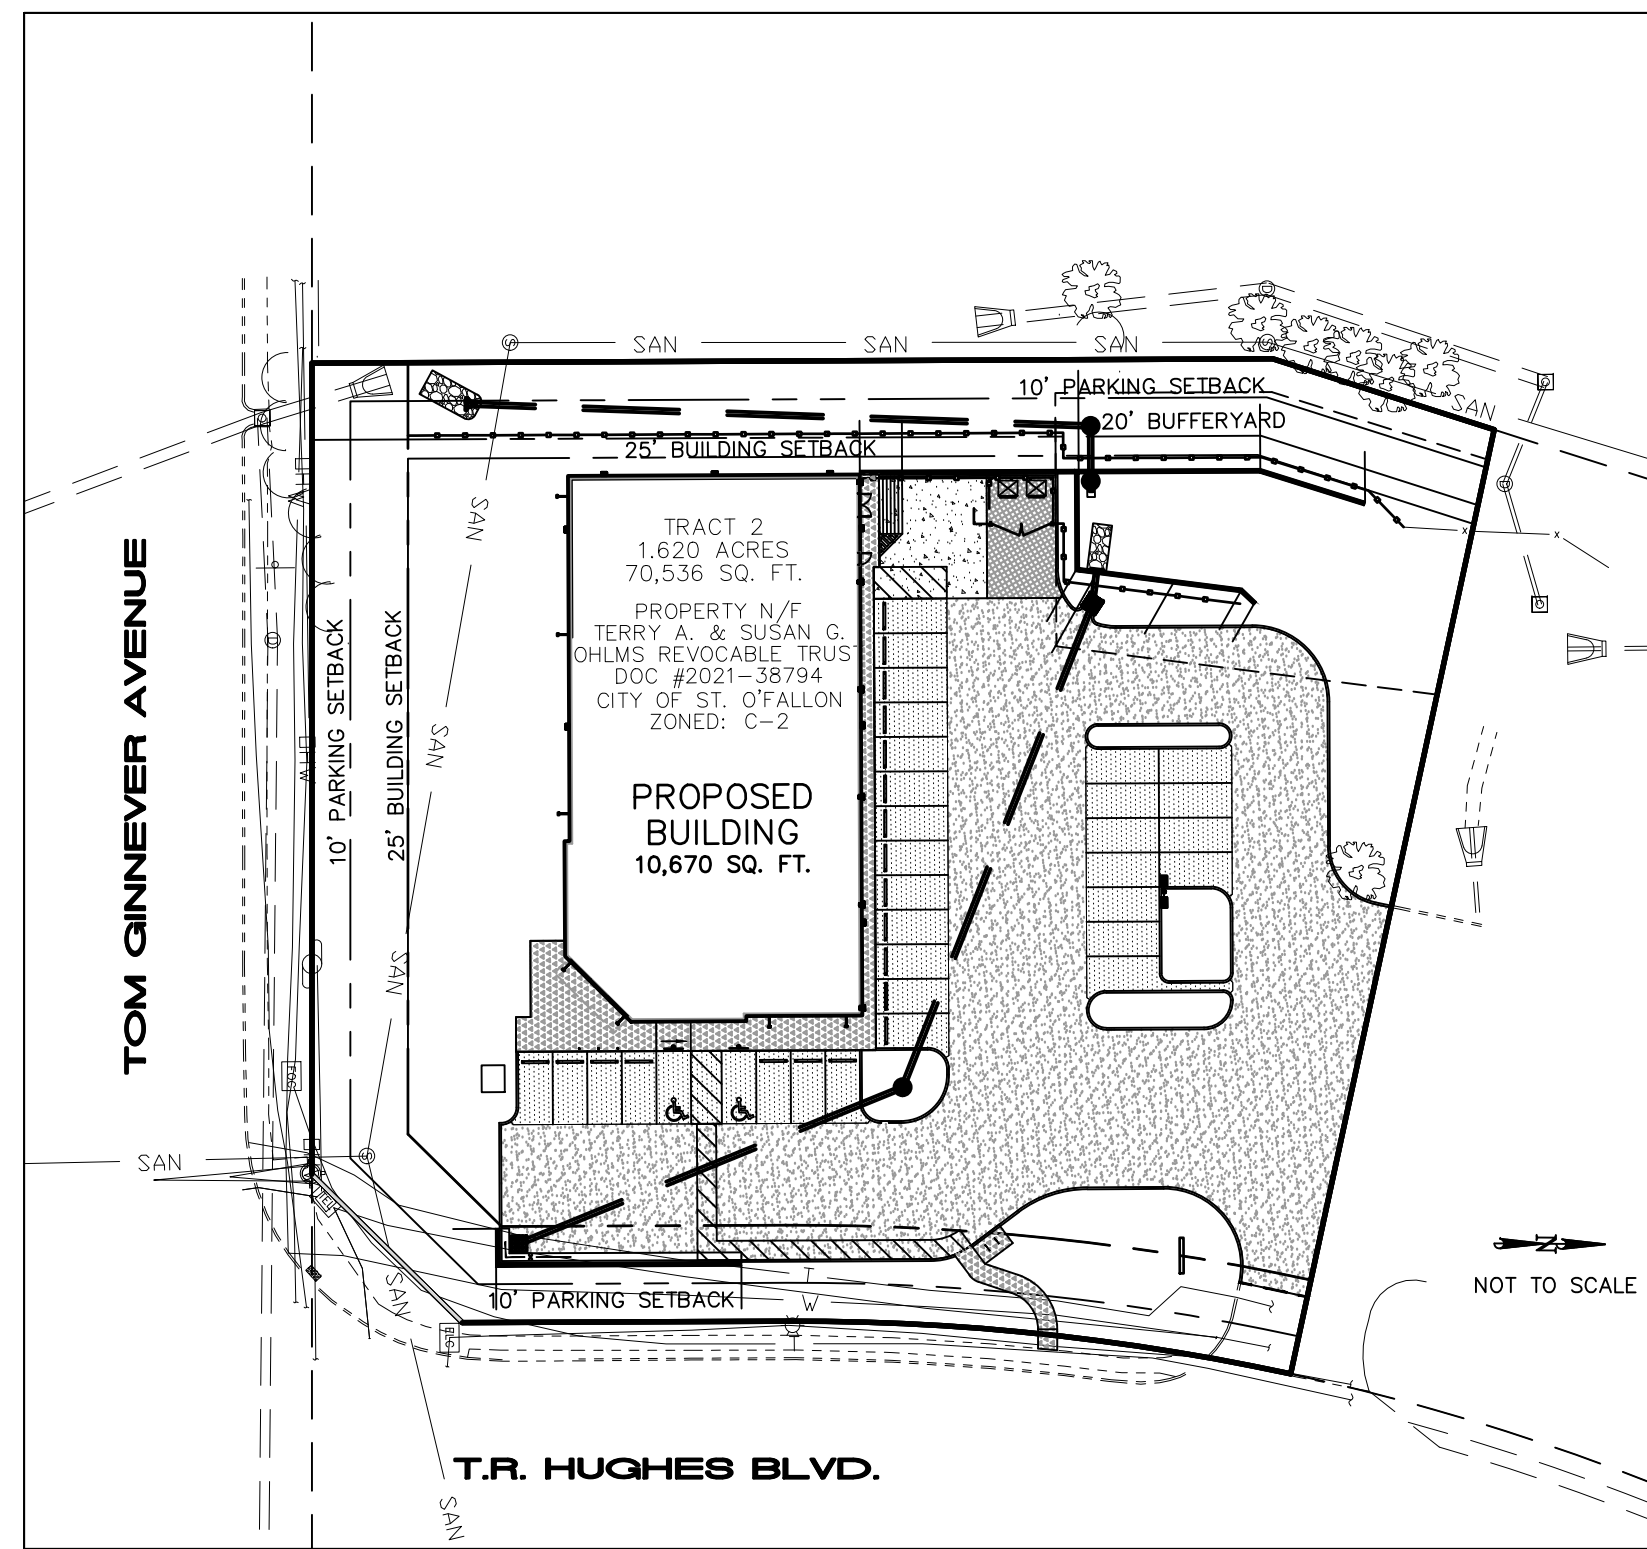 SAN
SAN
SAN
10' PARKING SETBACK
SAN
20' BUFFERYARD
25' BUILDING SETBACK
SAN
TRACT 2
1.620 ACRES
70,536 SQ. FT.
PROPERTY N/F
TERRY A. & SUSAN G.
OHLMS REVOCABLE TRUST
DOC #2021-38794
CITY OF ST. O'FALLON
ZONED: C-2
TOM GINNEVER AVENUE
10' PARKING SETBACK
25' BUILDING SETBACK
SAN
PROPOSED
BUILDING
10,670 SQ. FT.
SAN
FOC
SAN
TET
SAN
N
NOT TO SCALE
10' PARKING SETBACK
T
W
T.R. HUGHES BLVD.
SAN